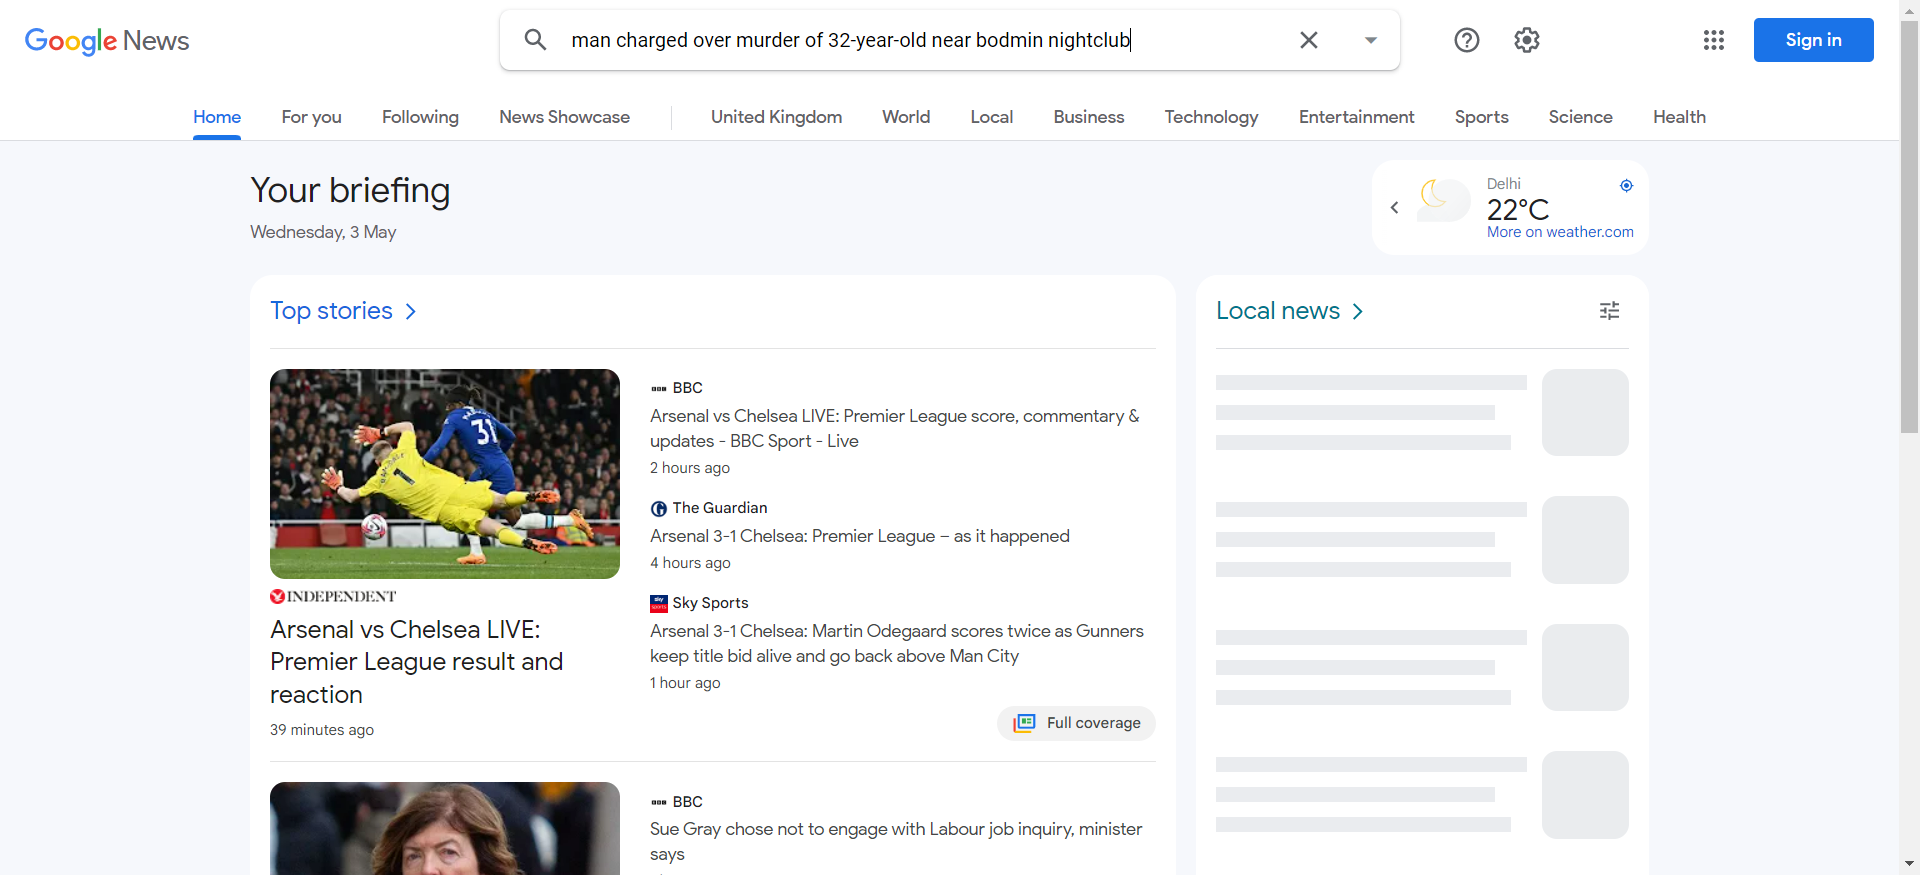 Google News
man charged over murder of 32-year-old near bodmin nightclub
Sign in
Home
For you
Following
News Showcase
United Kingdom
World
Local
Business
Technology
Entertainment
Sports
Science
Health
Your briefing
Wednesday, 3 May
Delhi
22°C
More on weather.com
Top stories
INDEPENDENT
Arsenal vs Chelsea LIVE:
Premier League result and
reaction
39 minutes ago
BBC
Arsenal vs Chelsea LIVE: Premier League score, commentary &
updates - BBC Sport - Live
2 hours ago
The Guardian
Arsenal 3-1 Chelsea: Premier League – as it happened
4 hours ago
sky sports
Sky Sports
Arsenal 3-1 Chelsea: Martin Odegaard scores twice as Gunners
keep title bid alive and go back above Man City
1 hour ago
Full coverage
31
1
BBC
Sue Gray chose not to engage with Labour job inquiry, minister
says
Local news